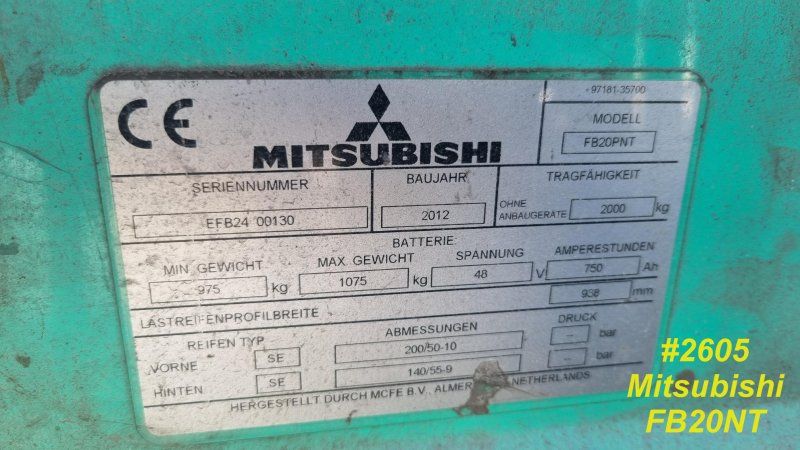 97181-35700
CE
MITSUBISHI
MODELL
FB20PNT
SERIENNUMMER
EFB24 00130
BAUJAHR
2012
TRAGFÄHIGKEIT
OHNE
ANBAUGERÄTE 2000 kg
BATTERIE
MIN. GEWICHT
975 kg
MAX. GEWICHT
1075 kg
SPANNUNG
48 V
AMPERESTUNDEN
750 Ah
LASTREIFENPROFILBREITE 938 mm
REIFEN TYP ABMESSUNGEN DRUCK
VORNE SE 200/50-10 -- bar
HINTEN SE 140/55-9 -- bar
HERGESTELLT DURCH MCFE B.V., NETHERLANDS
#2605
Mitsubishi
FB20NT